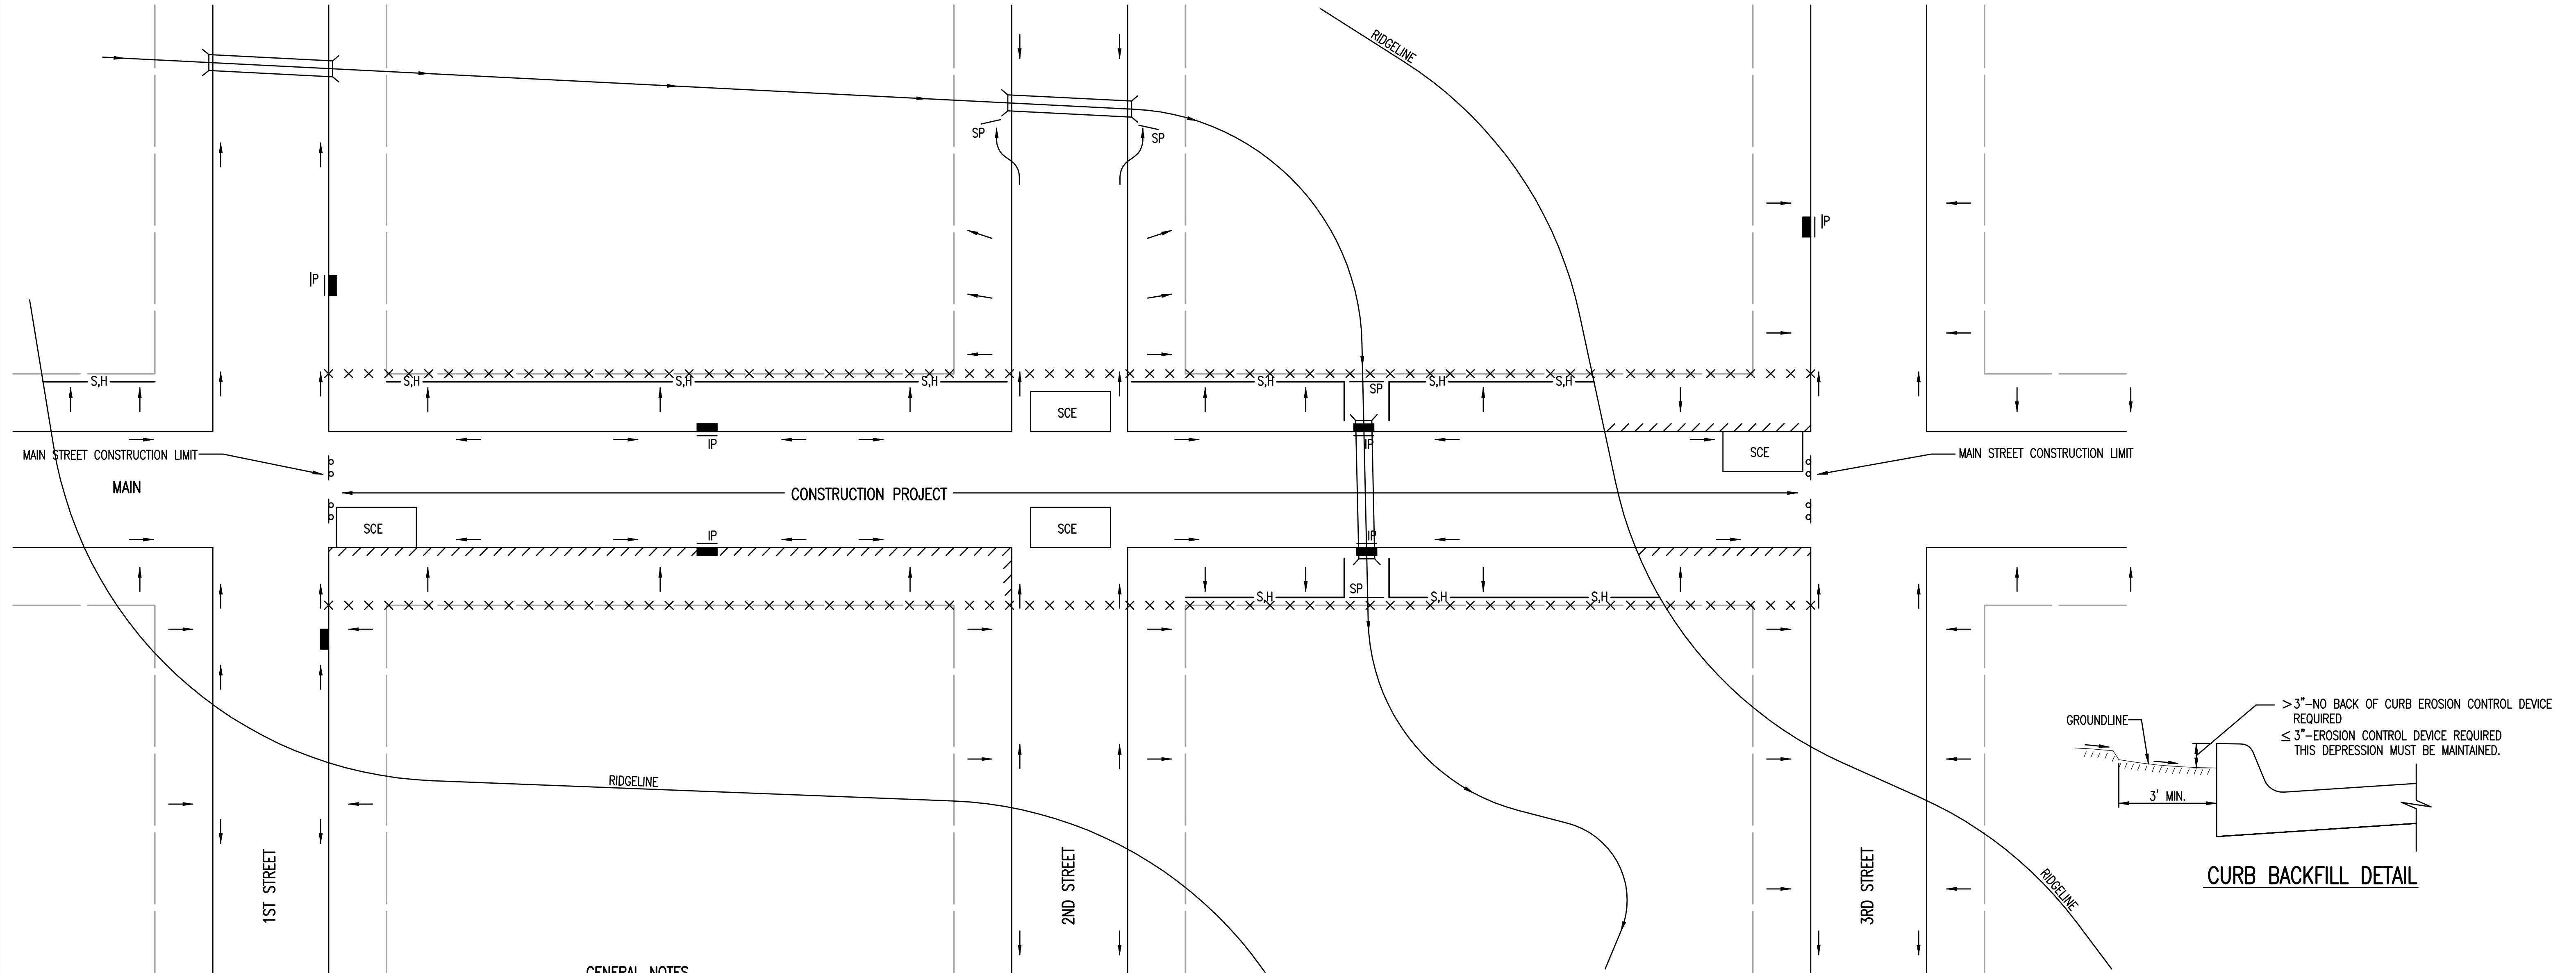 RIDGELINE
SP
SP
IP
IP
S,H
S,H
S,H
S,H
S,H
SP
S,H
S,H
SCE
IP
IP
SCE
MAIN STREET CONSTRUCTION LIMIT
MAIN STREET CONSTRUCTION LIMIT
MAIN
CONSTRUCTION PROJECT
SCE
SCE
IP
IP
SP
S,H
S,H
S,H
RIDGELINE
1ST STREET
2ND STREET
3RD STREET
RIDGELINE
GROUNDLINE
>3"-NO BACK OF CURB EROSION CONTROL DEVICE
REQUIRED
≤3"-EROSION CONTROL DEVICE REQUIRED
THIS DEPRESSION MUST BE MAINTAINED.
3' MIN.
CURB BACKFILL DETAIL
GENERAL NOTES